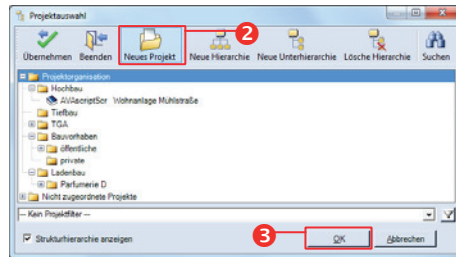 Projektauswahl
2
Übernehmen Beenden Neues Projekt Neue Hierarchie Neue Unterhierarchie Lösche Hierarchie Suchen
Projektorganisation
Hochbau
AVAscriptSor Wohnanlage Mühlstraße
Tiefbau
TGA
Bauvorhaben
öffentliche
private
Ladenbau
Parfumerie D
Nicht zugeordnete Projekte
--- Kein Projektfilter ---
Strukturhierarchie anzeigen
3
OK
Abbrechen